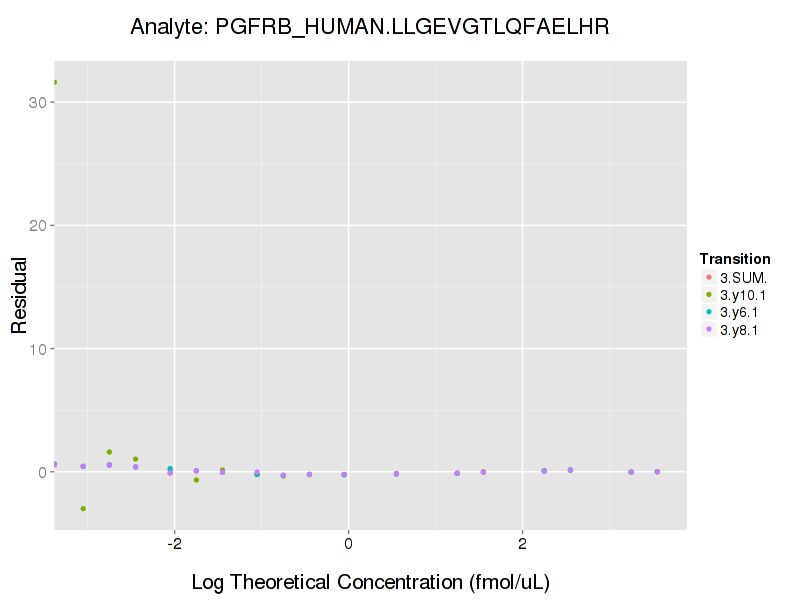 Analyte: PGFRB_HUMAN.LLGEVGTLQFAELHR
30
20
10
0
Residual
-2
0
2
Log Theoretical Concentration (fmol/uL)
Transition
3.SUM.
3.y10.1
3.y6.1
3.y8.1